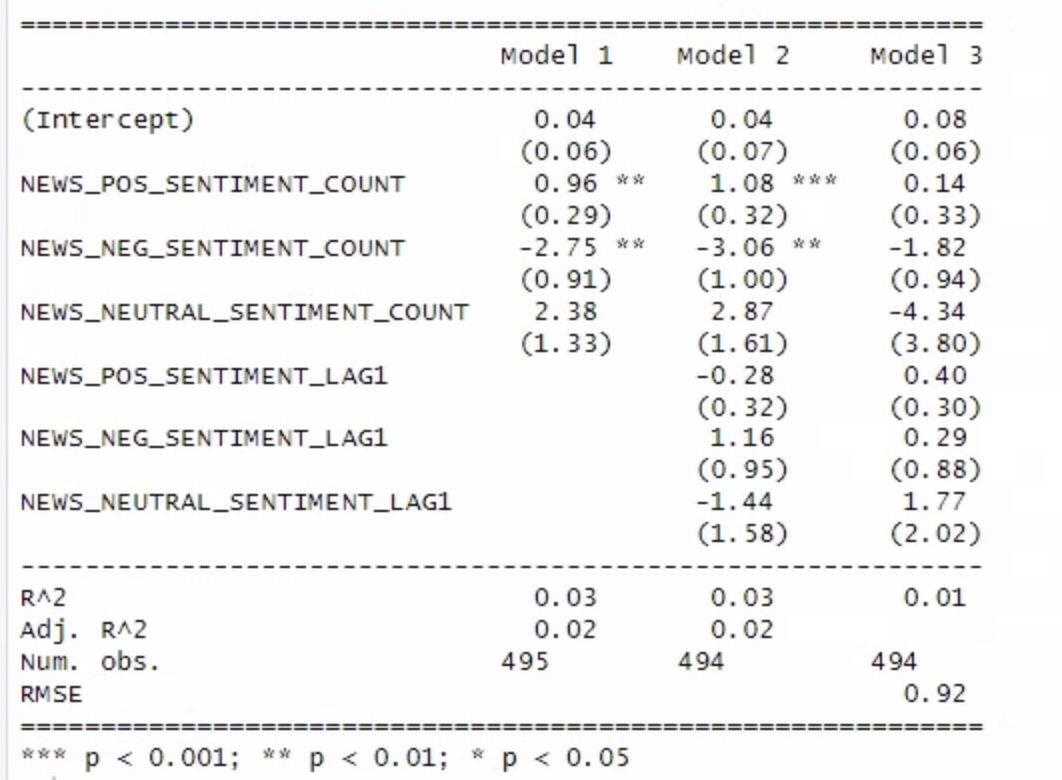 ===========================================================
                              Model 1    Model 2    Model 3
-----------------------------------------------------------
(Intercept)                     0.04       0.04        0.08
                               (0.06)     (0.07)      (0.06)
NEWS_POS_SENTIMENT_COUNT        0.96 **    1.08 ***    0.14
                               (0.29)     (0.32)      (0.33)
NEWS_NEG_SENTIMENT_COUNT       -2.75 **   -3.06 **    -1.82
                               (0.91)     (1.00)      (0.94)
NEWS_NEUTRAL_SENTIMENT_COUNT    2.38       2.87       -4.34
                               (1.33)     (1.61)      (3.80)
NEWS_POS_SENTIMENT_LAG1                   -0.28        0.40
                                          (0.32)      (0.30)
NEWS_NEG_SENTIMENT_LAG1                    1.16        0.29
                                          (0.95)      (0.88)
NEWS_NEUTRAL_SENTIMENT_LAG1               -1.44        1.77
                                          (1.58)      (2.02)
-----------------------------------------------------------
R^2                             0.03       0.03        0.01
Adj. R^2                        0.02       0.02
Num. obs.                     495        494         494
RMSE                                                   0.92
===========================================================
*** p < 0.001; ** p < 0.01; * p < 0.05